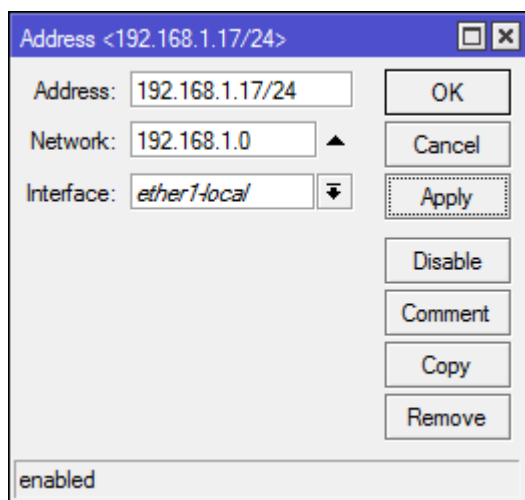 Address <192.168.1.17/24>
Address: 192.168.1.17/24
Network: 192.168.1.0
Interface: ether1-local
OK
Cancel
Apply
Disable
Comment
Copy
Remove
enabled